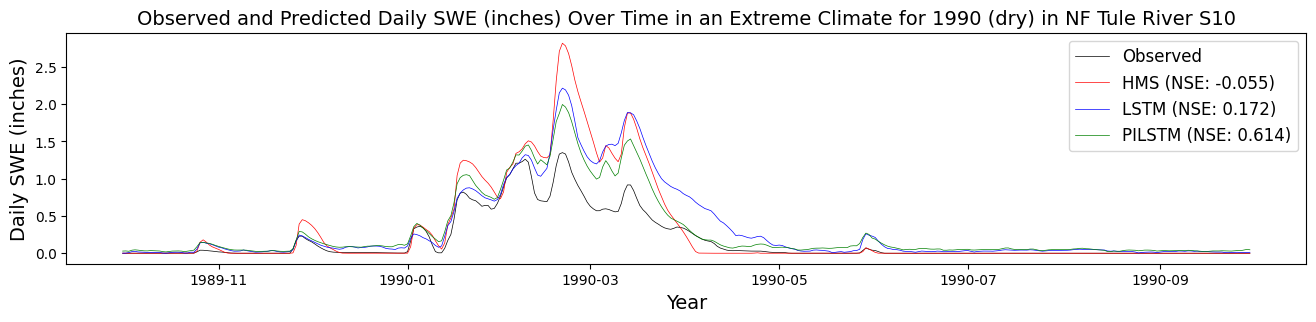 Observed and Predicted Daily SWE (inches) Over Time in an Extreme Climate for 1990 (dry) in NF Tule River S10
Daily SWE (inches)
2.5
2.0
1.5
1.0
0.5
0.0
Observed
HMS (NSE: -0.055)
LSTM (NSE: 0.172)
PILSTM (NSE: 0.614)
1989-11
1990-01
1990-03
1990-05
1990-07
1990-09
Year